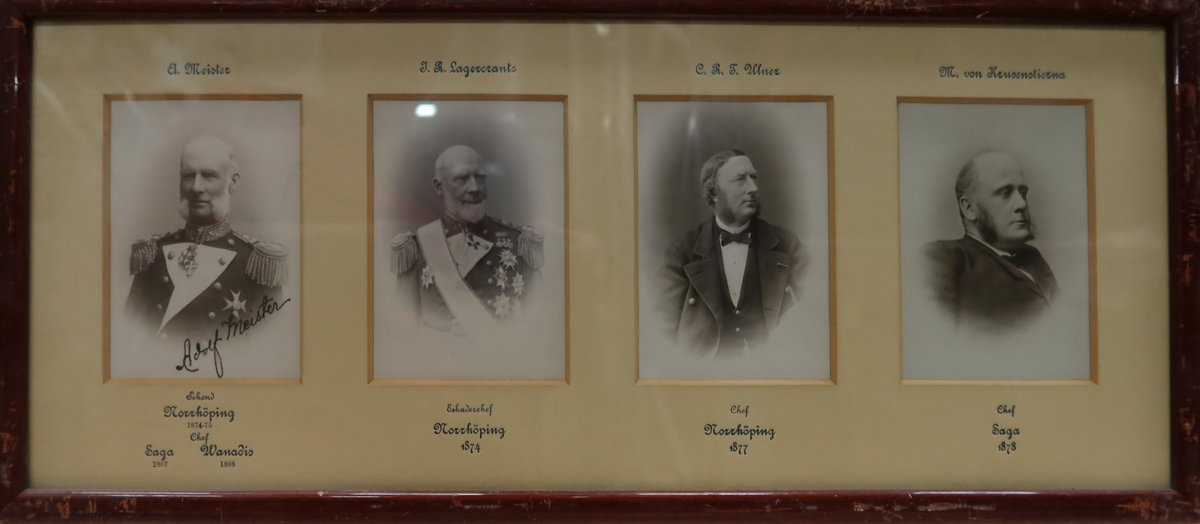 A. Meister
Adolf Meister
Sekond
Norrköping
1874-75
Chef
Saga Wanadis
1887 1888
J. R. Lagercrantz
Eskaderchef
Norrköping
1874
C. R. T. Ulner
Chef
Norrköping
1877
M. von Krusenstierna
Chef
Saga
1878